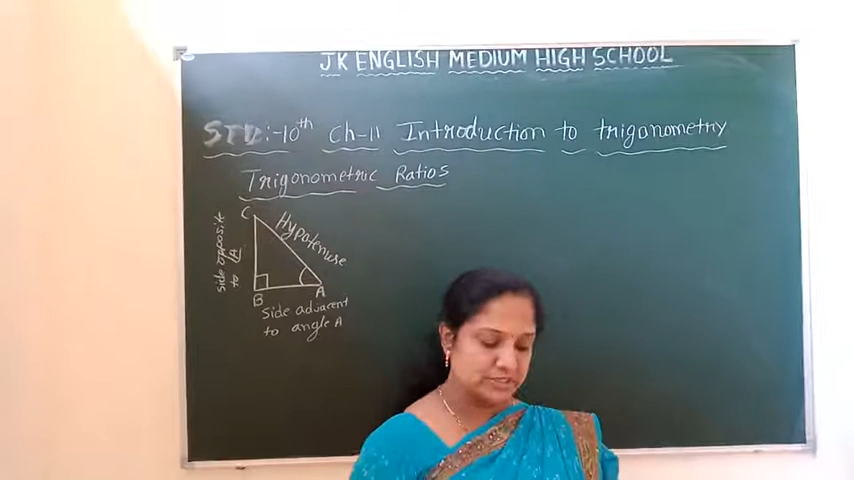 JK ENGLISH MEDIUM HIGH SCHOOL
STD:-10th Ch-11 Introduction to trigonometry
Trigonometric Ratios
C
Hypotenuse
side opposite
to ∠A
B
A
Side adjacent
to angle A